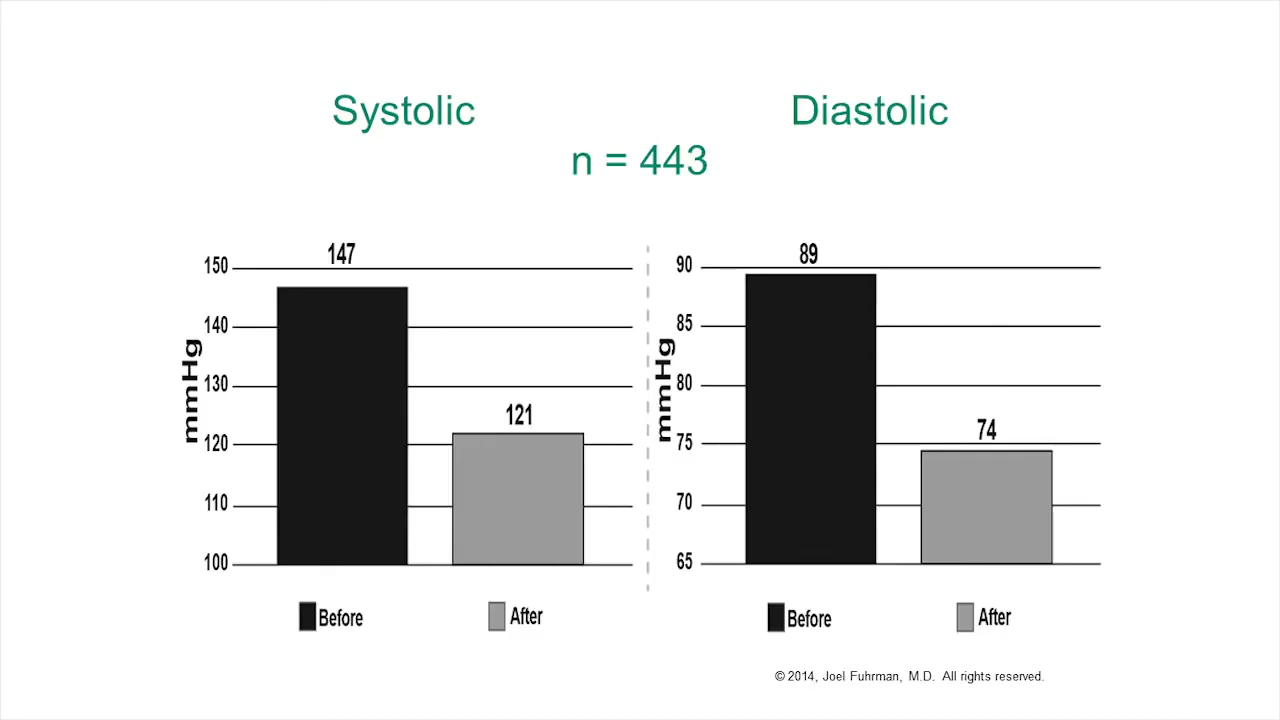 Systolic
Diastolic
n = 443
147
150
140
130
120
110
100
mmHg
121
Before
After
89
90
85
80
75
70
65
mmHg
74
Before
After
© 2014, Joel Fuhrman, M.D. All rights reserved.